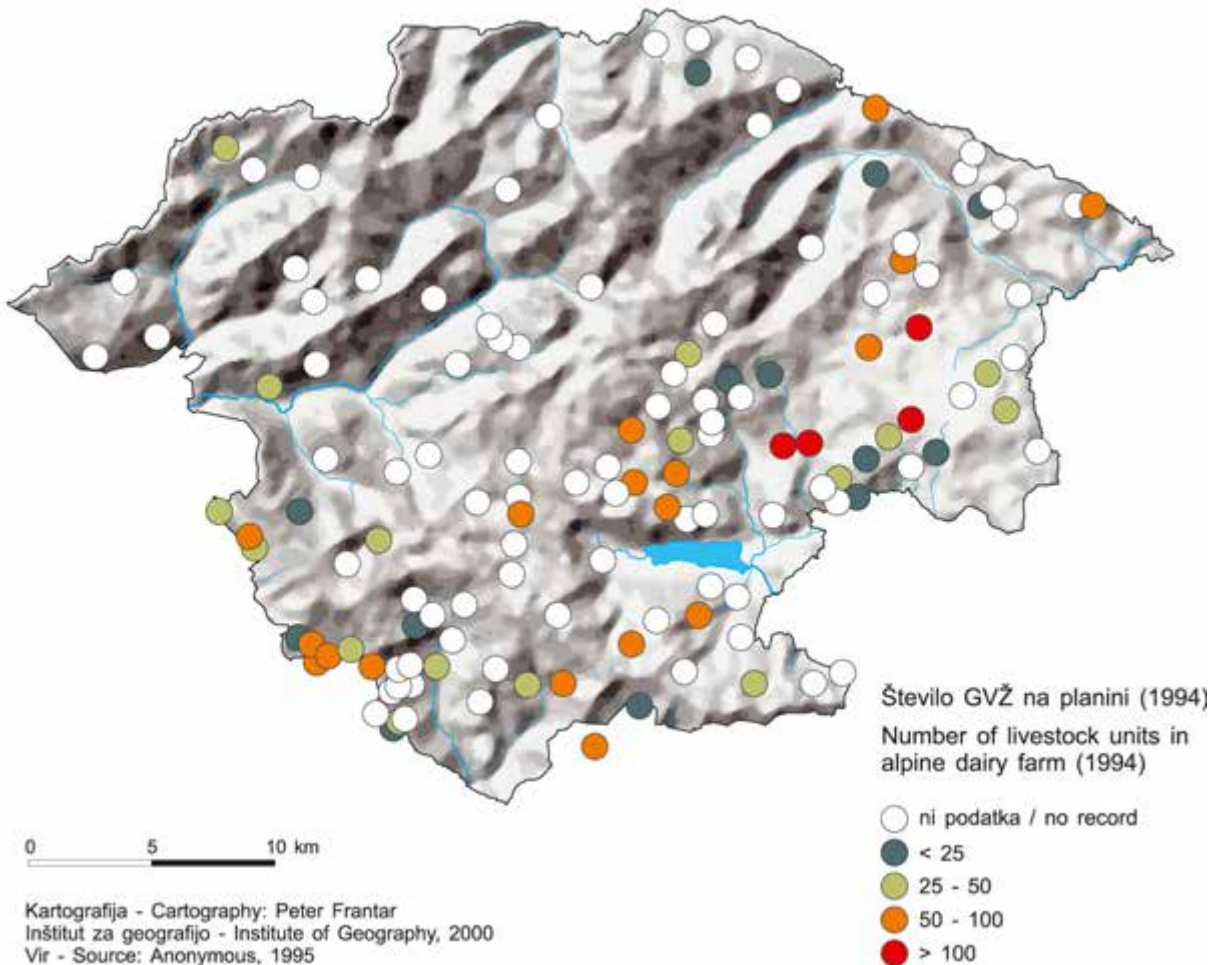 Število GVŽ na planini (1994)
Number of livestock units in
alpine dairy farm (1994)
ni podatka / no record
< 25
25 - 50
50 - 100
> 100
0 5 10 km
Kartografija - Cartography: Peter Frantar
Inštitut za geografijo - Institute of Geography, 2000
Vir - Source: Anonymous, 1995